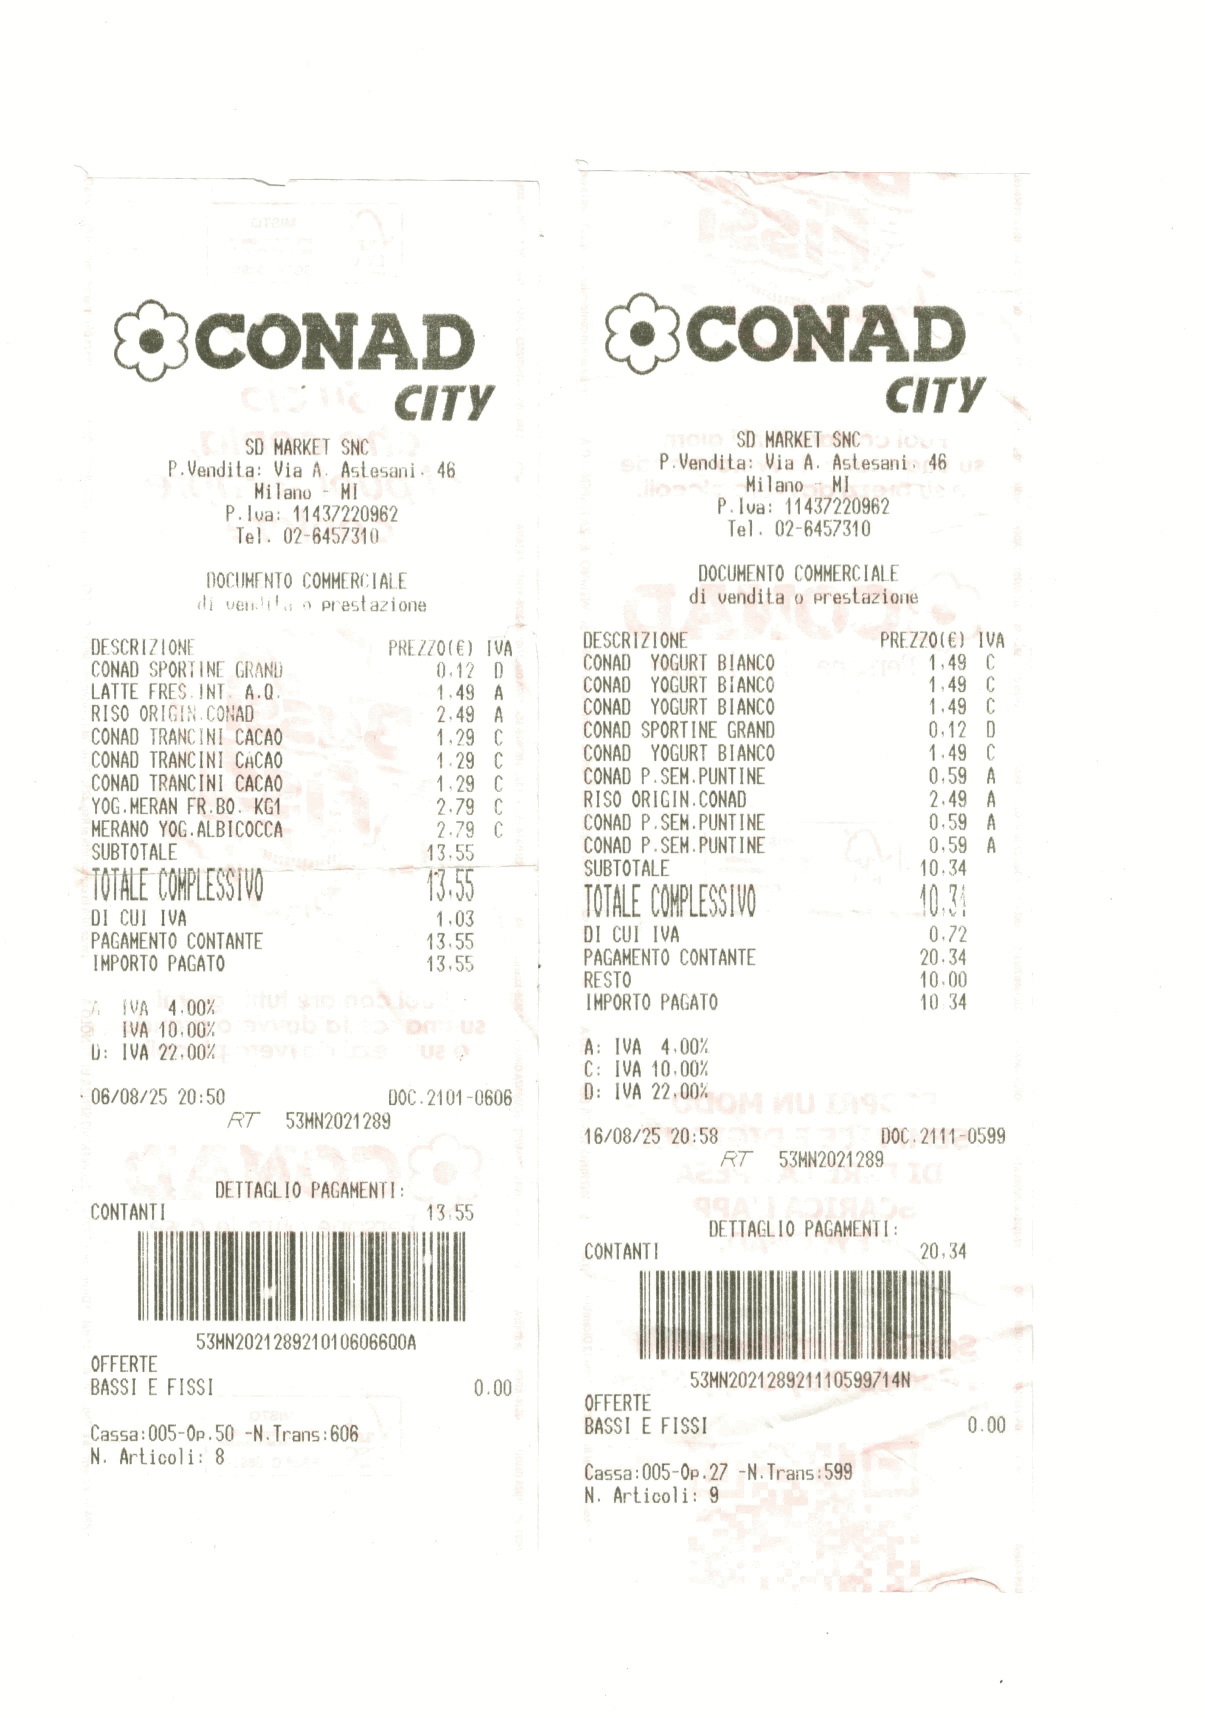 CONAD
CITY
SD MARKET SNC
P.Vendita: Via A. Astesani, 46
Milano - MI
P.Iva: 11437220962
Tel. 02-6457310
DOCUMENTO COMMERCIALE
di vendita o prestazione
DESCRIZIONE PREZZO(€) IVA
CONAD SPORTINE GRAND 0,12 D
LATTE FRES.INT. A.Q. 1,49 A
RISO ORIGIN.CONAD 2,49 A
CONAD TRANCINI CACAO 1,29 C
CONAD TRANCINI CACAO 1,29 C
CONAD TRANCINI CACAO 1,29 C
YOG.MERAN FR.BO. KG1 2,79 C
MERANO YOG.ALBICOCCA 2,79 C
SUBTOTALE 13,55
TOTALE COMPLESSIVO 13,55
DI CUI IVA 1,03
PAGAMENTO CONTANTE 13,55
IMPORTO PAGATO 13,55
A IVA 4,00%
IVA 10,00%
D: IVA 22,00%
06/08/25 20:50 DOC.2101-0606
RT 53MN2021289
DETTAGLIO PAGAMENTI:
CONTANTI 13,55
53MN20212892101060660OA
OFFERTE
BASSI E FISSI 0.00
Cassa:005-Op.50 -N.Trans:606
N. Articoli: 8
CONAD
CITY
SD MARKET SNC
P.Vendita: Via A. Astesani, 46
Milano - MI
P.Iva: 11437220962
Tel. 02-6457310
DOCUMENTO COMMERCIALE
di vendita o prestazione
DESCRIZIONE PREZZO(€) IVA
CONAD YOGURT BIANCO 1,49 C
CONAD YOGURT BIANCO 1,49 C
CONAD YOGURT BIANCO 1,49 C
CONAD SPORTINE GRAND 0,12 D
CONAD YOGURT BIANCO 1,49 C
CONAD P.SEM.PUNTINE 0,59 A
RISO ORIGIN.CONAD 2,49 A
CONAD P.SEM.PUNTINE 0,59 A
CONAD P.SEM.PUNTINE 0,59 A
SUBTOTALE 10,34
TOTALE COMPLESSIVO 10,34
DI CUI IVA 0,72
PAGAMENTO CONTANTE 20,34
RESTO 10,00
IMPORTO PAGATO 10,34
A: IVA 4,00%
C: IVA 10,00%
D: IVA 22,00%
16/08/25 20:58 DOC.2111-0599
RT 53MN2021289
DETTAGLIO PAGAMENTI:
CONTANTI 20,34
53MN202128921110599714N
OFFERTE
BASSI E FISSI 0.00
Cassa:005-Op.27 -N.Trans:599
N. Articoli: 9